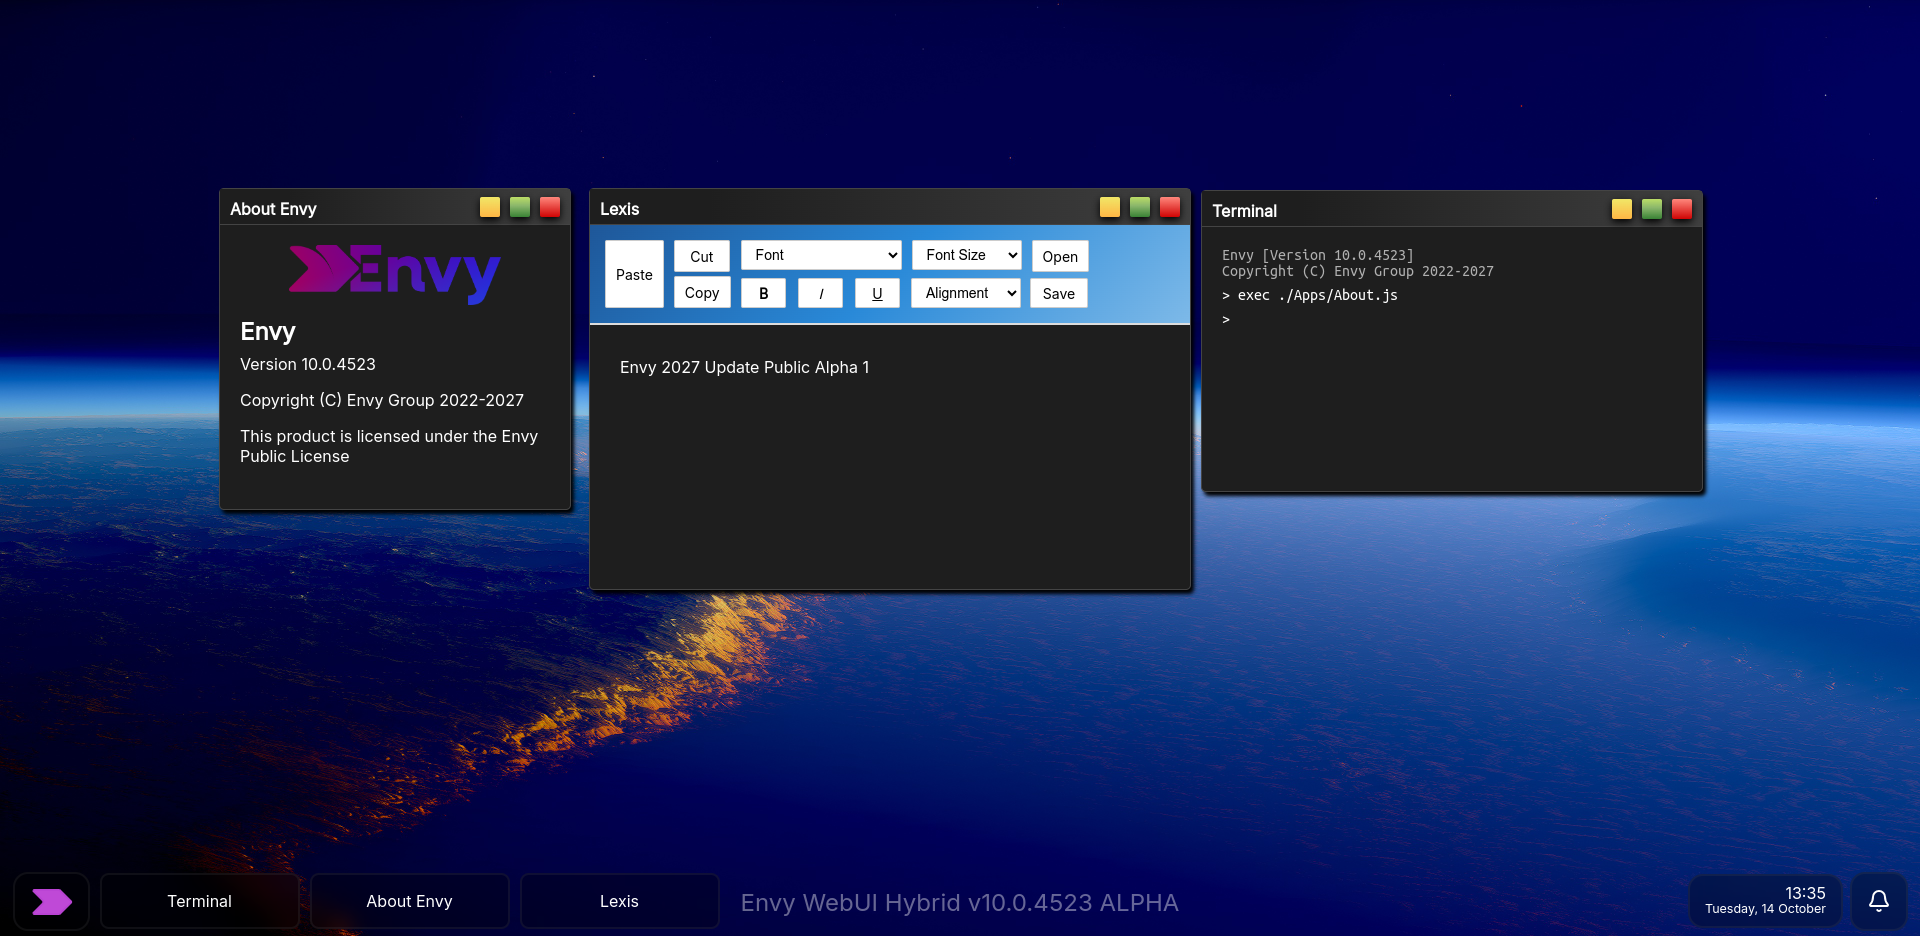 About Envy
Envy
Envy
Version 10.0.4523
Copyright (C) Envy Group 2022-2027
This product is licensed under the Envy
Public License
Lexis
Paste
Cut
Copy
Font
Font Size
Open
B
I
U
Alignment
Save
Envy 2027 Update Public Alpha 1
Terminal
Envy [Version 10.0.4523]
Copyright (C) Envy Group 2022-2027
> exec ./Apps/About.js
>
Terminal
About Envy
Lexis
Envy WebUI Hybrid v10.0.4523 ALPHA
13:35
Tuesday, 14 October